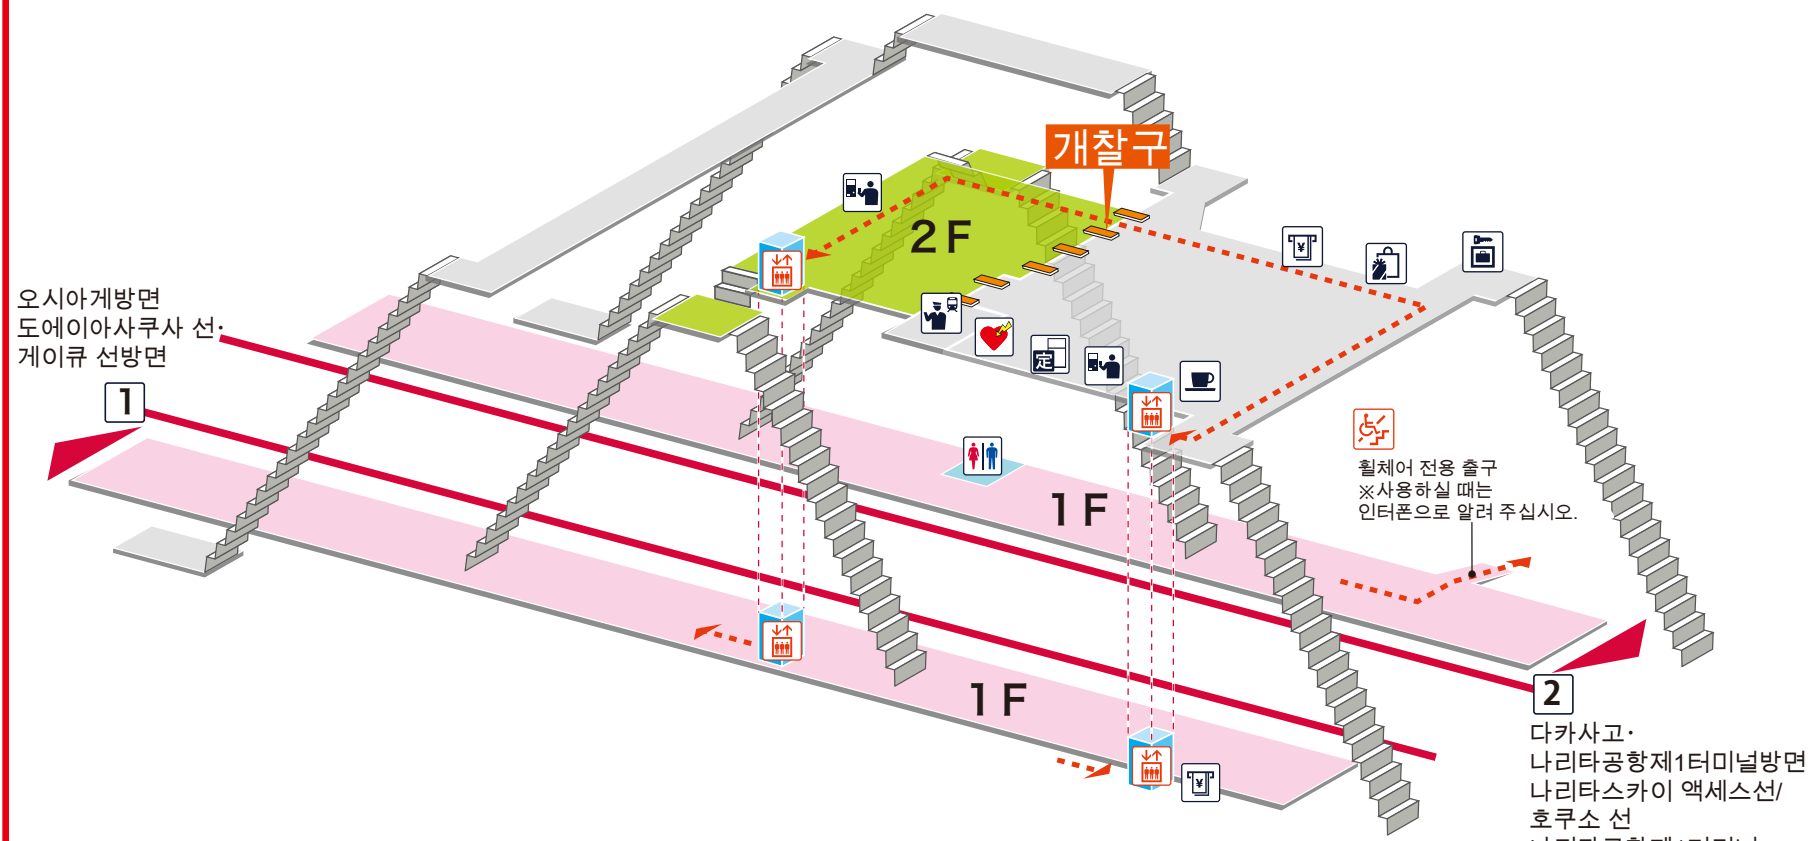 개찰구
2F
오시아게방면
도에이아사쿠사 선·
게이큐 선방면
1
定
휠체어 전용 출구
※사용하실 때는
인터폰으로 알려 주십시오.
1F
1F
2
다카사고·
나리타공항제1터미널방면
나리타스카이 액세스선/
호쿠소 선